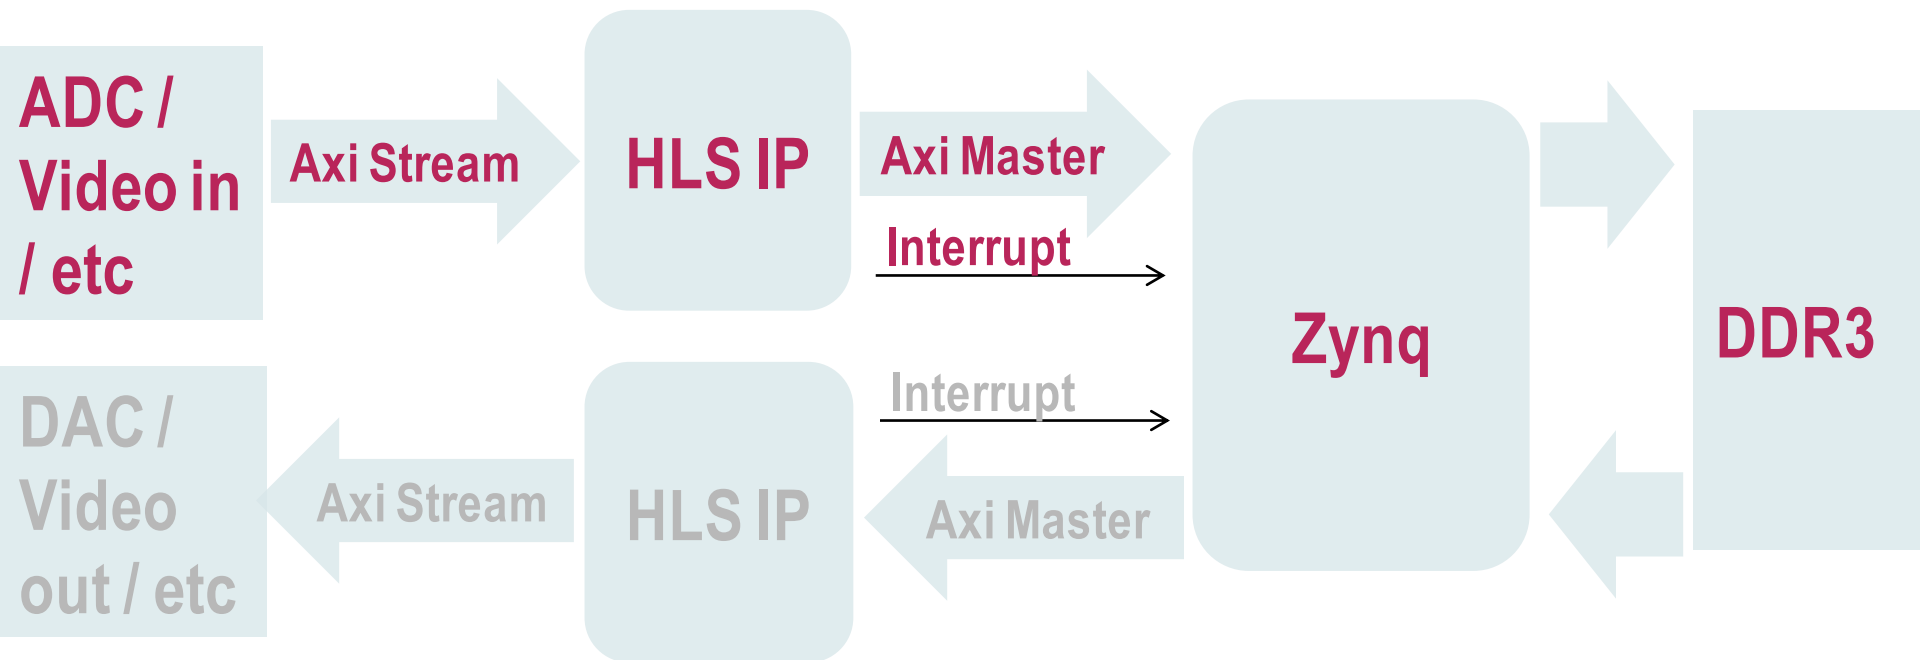 ADC /
Video in
/ etc
Axi Stream
HLS IP
Axi Master
Interrupt
Zynq
DDR3
DAC /
Video
out / etc
Axi Stream
HLS IP
Interrupt
Axi Master